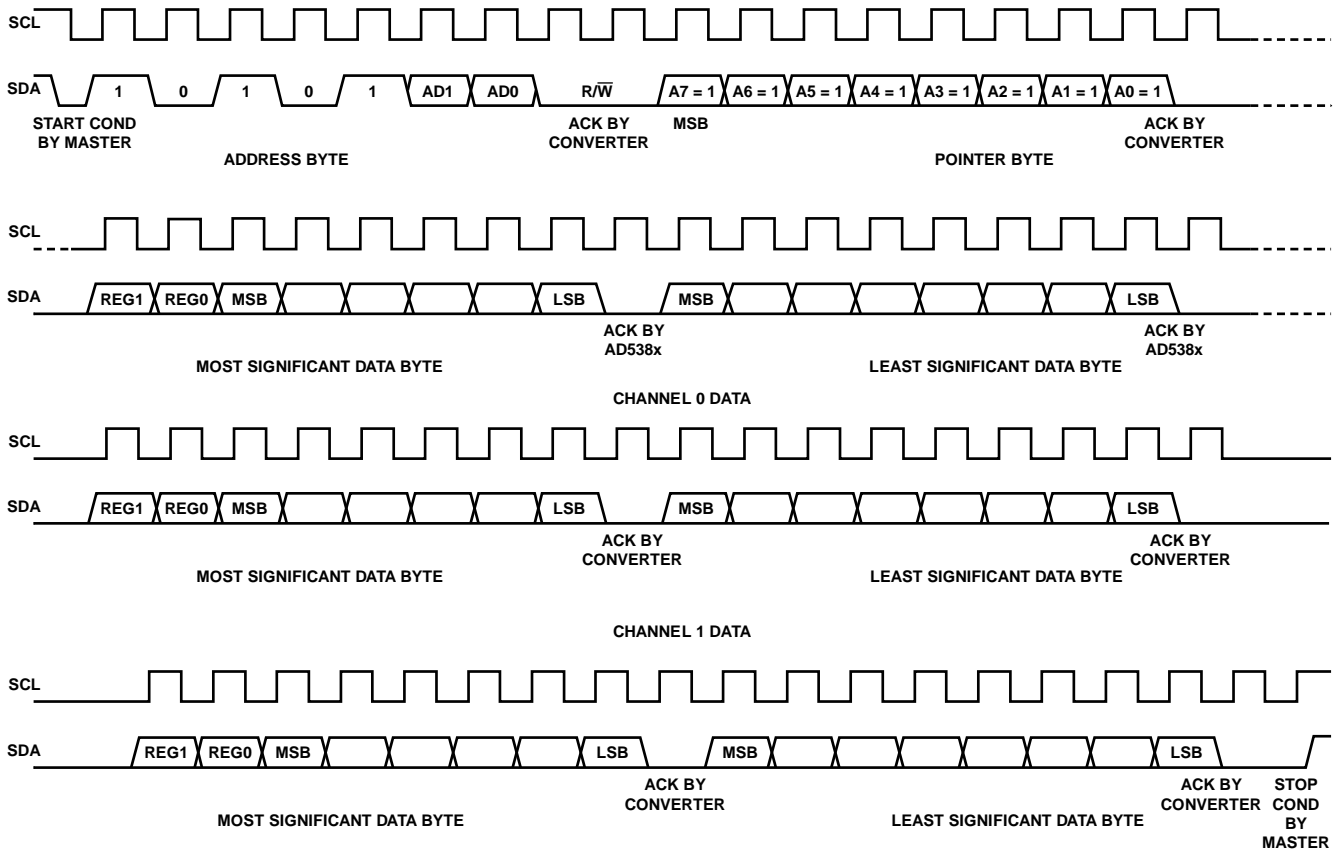 SCL
SDA 1 0 1 0 1 AD1 AD0 R/W̅ A7 = 1 A6 = 1 A5 = 1 A4 = 1 A3 = 1 A2 = 1 A1 = 1 A0 = 1
START COND
BY MASTER
ACK BY
CONVERTER
MSB
ACK BY
CONVERTER
ADDRESS BYTE
POINTER BYTE
SCL
SDA REG1 REG0 MSB LSB MSB LSB
ACK BY
AD538x
ACK BY
AD538x
MOST SIGNIFICANT DATA BYTE
LEAST SIGNIFICANT DATA BYTE
CHANNEL 0 DATA
SCL
SDA REG1 REG0 MSB LSB MSB LSB
ACK BY
CONVERTER
ACK BY
CONVERTER
MOST SIGNIFICANT DATA BYTE
LEAST SIGNIFICANT DATA BYTE
CHANNEL 1 DATA
SCL
SDA REG1 REG0 MSB LSB MSB LSB
ACK BY
CONVERTER
ACK BY
CONVERTER
STOP
COND
BY
MASTER
MOST SIGNIFICANT DATA BYTE
LEAST SIGNIFICANT DATA BYTE